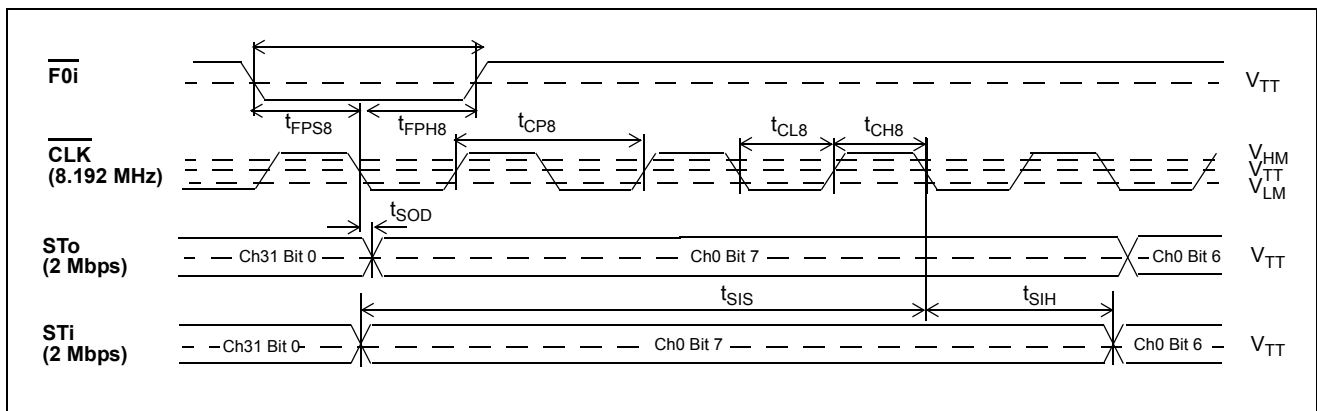 F0i
V_TT
t_FPS8 t_FPH8 t_CP8 t_CL8 t_CH8
CLK
(8.192 MHz)
V_HM
V_TT
V_LM
t_SOD
STo
(2 Mbps)
Ch31 Bit 0 Ch0 Bit 7 Ch0 Bit 6 V_TT
t_SIS t_SIH
STi
(2 Mbps)
Ch31 Bit 0 Ch0 Bit 7 Ch0 Bit 6 V_TT